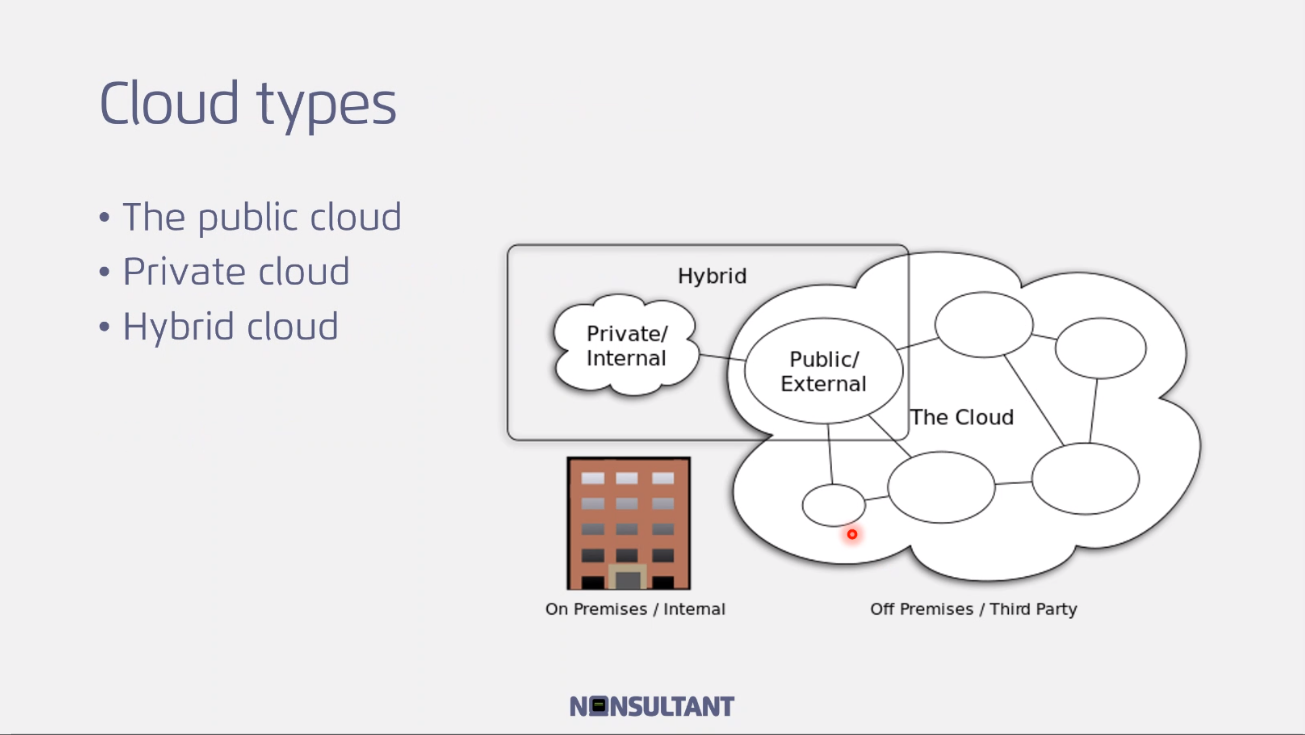 Cloud types
• The public cloud
• Private cloud
• Hybrid cloud
Hybrid
Private/
Internal
Public/
External
The Cloud
On Premises / Internal
Off Premises / Third Party
NONSULTANT